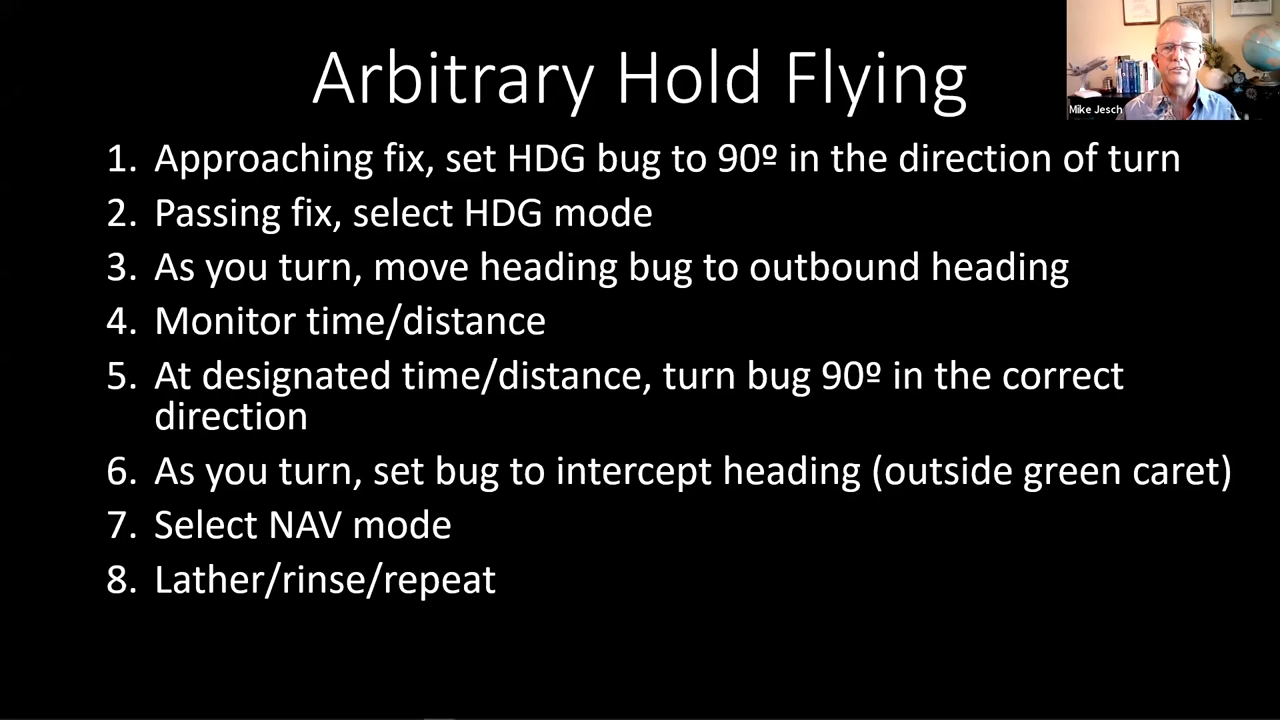 Arbitrary Hold Flying
Mike Jesch
1. Approaching fix, set HDG bug to 90º in the direction of turn
2. Passing fix, select HDG mode
3. As you turn, move heading bug to outbound heading
4. Monitor time/distance
5. At designated time/distance, turn bug 90º in the correct
direction
6. As you turn, set bug to intercept heading (outside green caret)
7. Select NAV mode
8. Lather/rinse/repeat